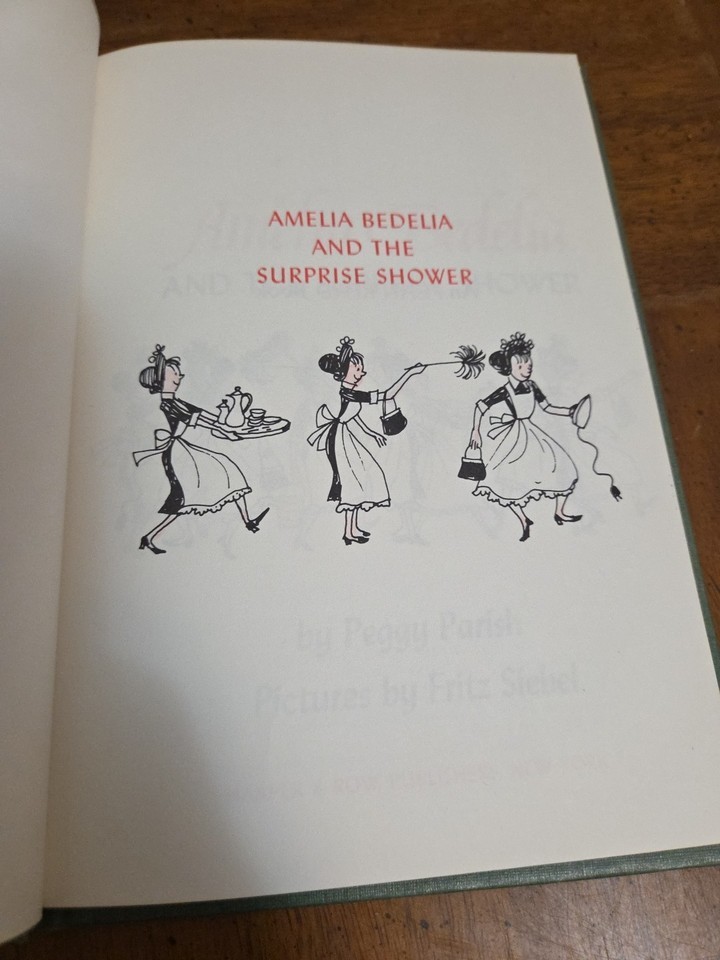 AMELIA BEDELIA
AND THE
SURPRISE SHOWER
by Peggy Parish
Pictures by Fritz Siebel